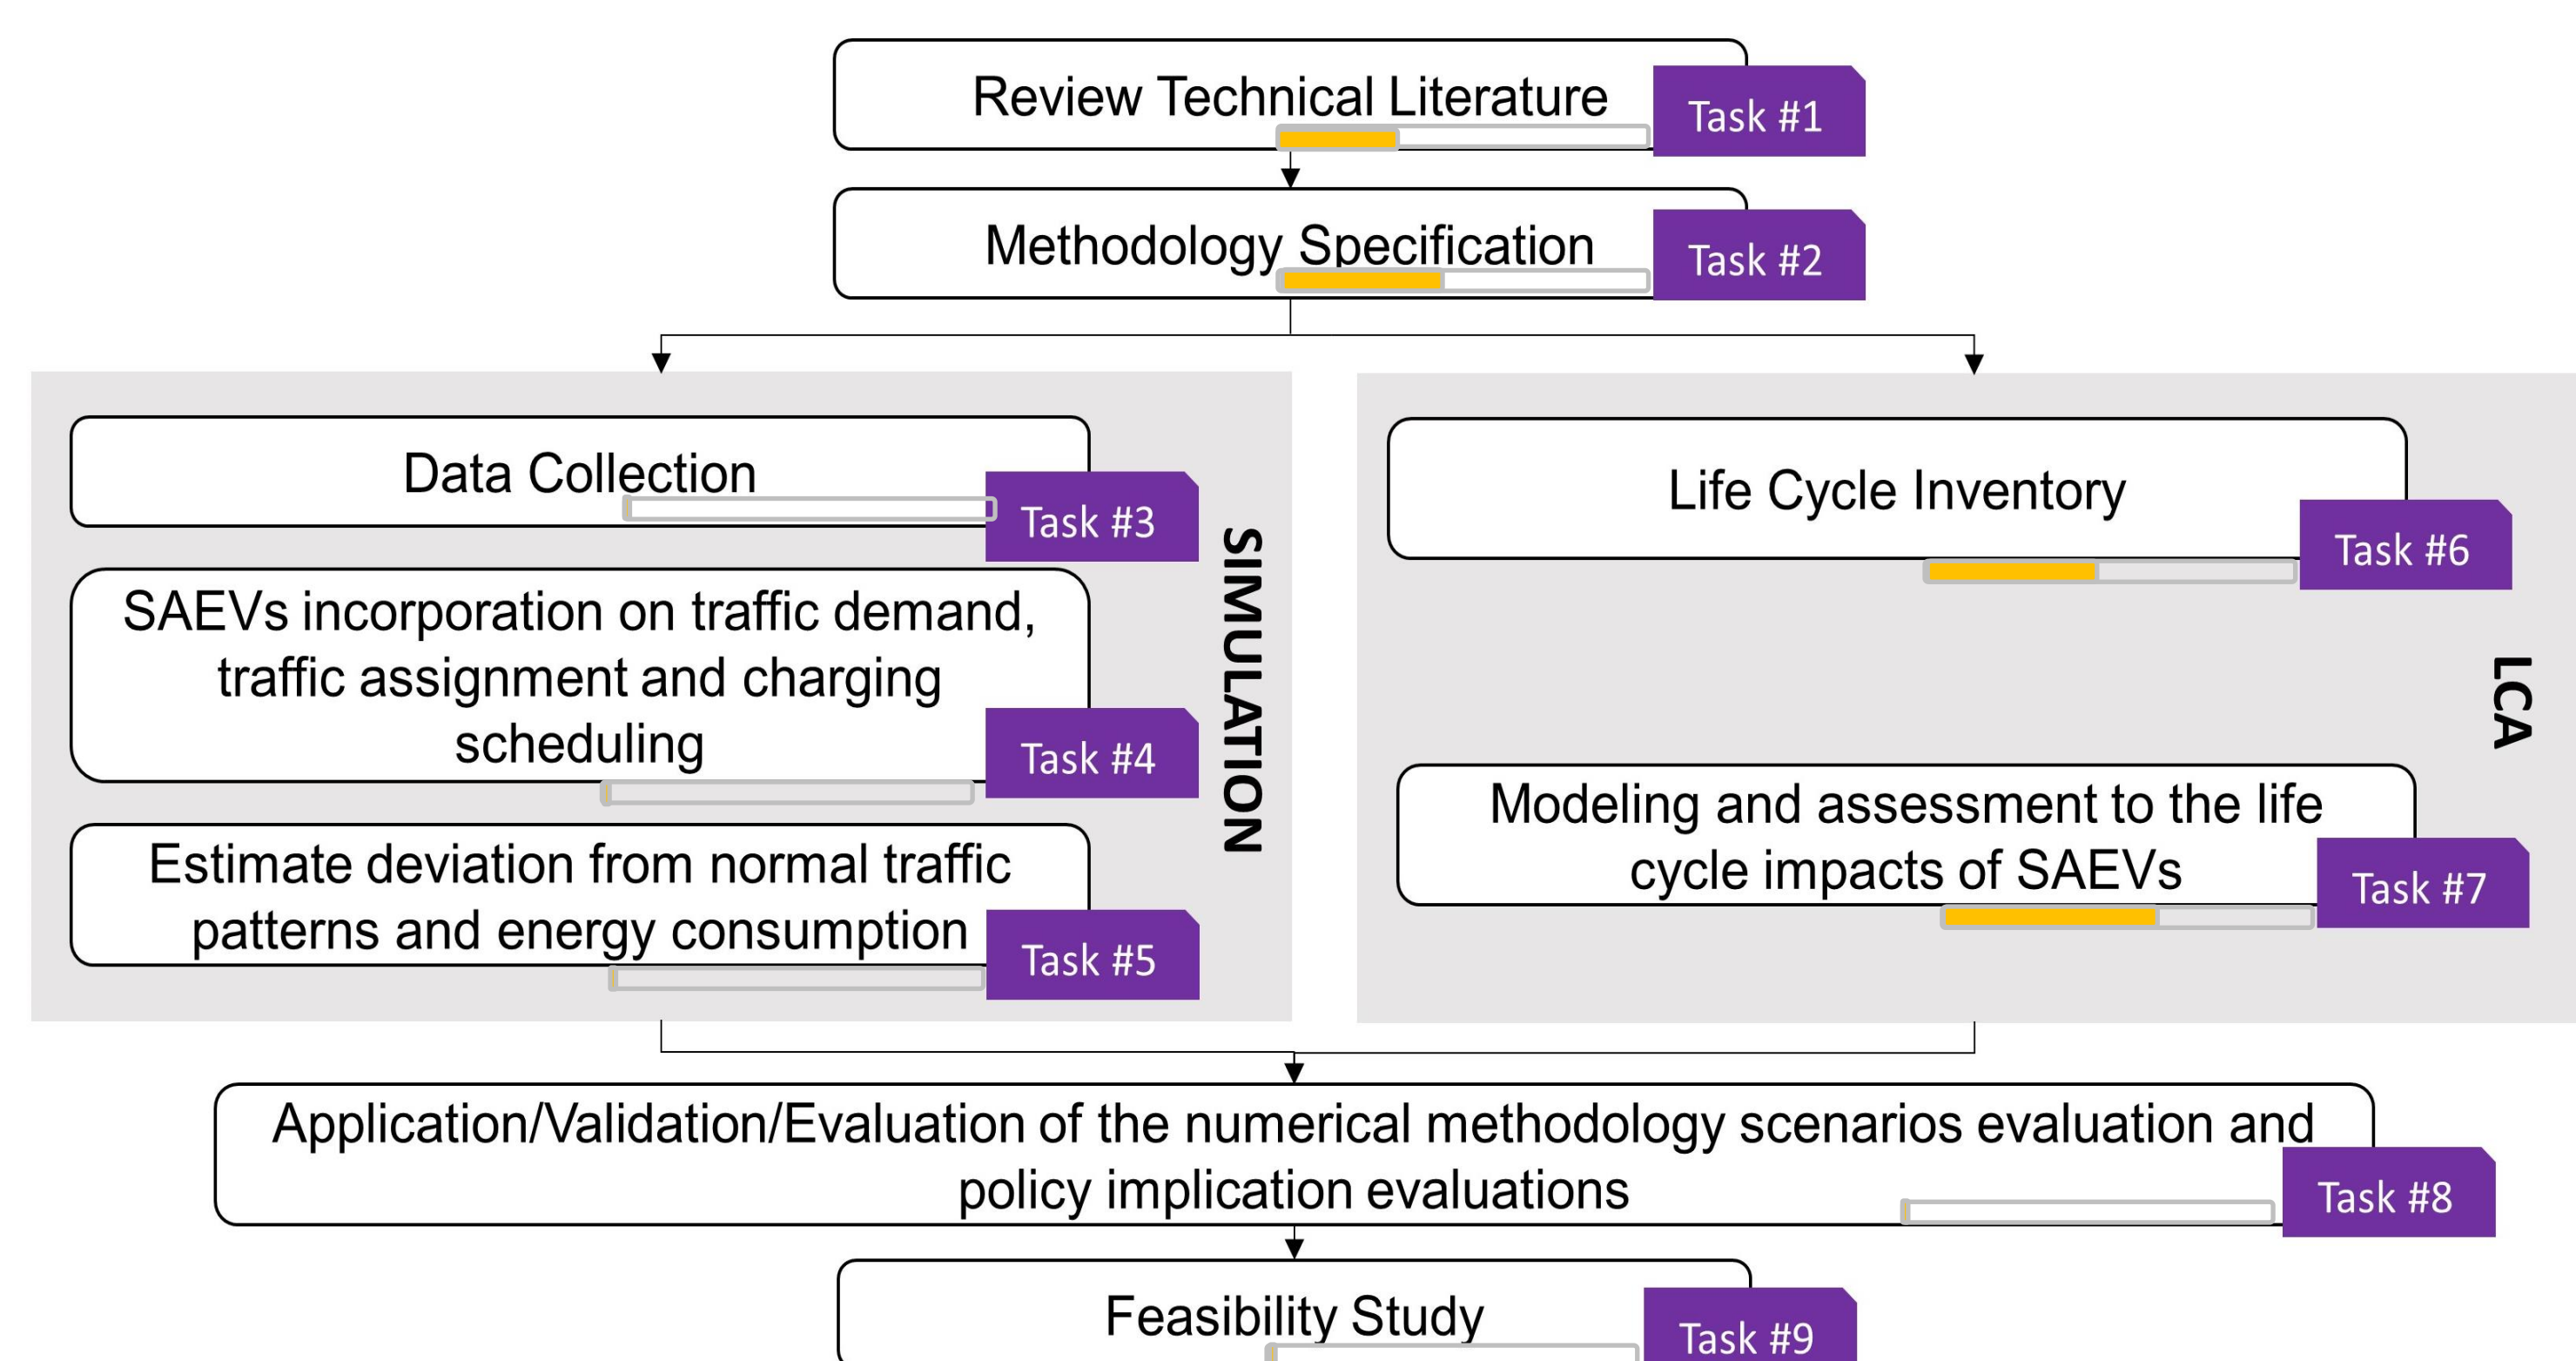 Review Technical Literature
Task #1
Methodology Specification
Task #2
Data Collection
Task #3
SAEVs incorporation on traffic demand,
traffic assignment and charging
scheduling
Task #4
Estimate deviation from normal traffic
patterns and energy consumption
Task #5
SIMULATION
Life Cycle Inventory
Task #6
Modeling and assessment to the life
cycle impacts of SAEVs
Task #7
LCA
Application/Validation/Evaluation of the numerical methodology scenarios evaluation and
policy implication evaluations
Task #8
Feasibility Study
Task #9